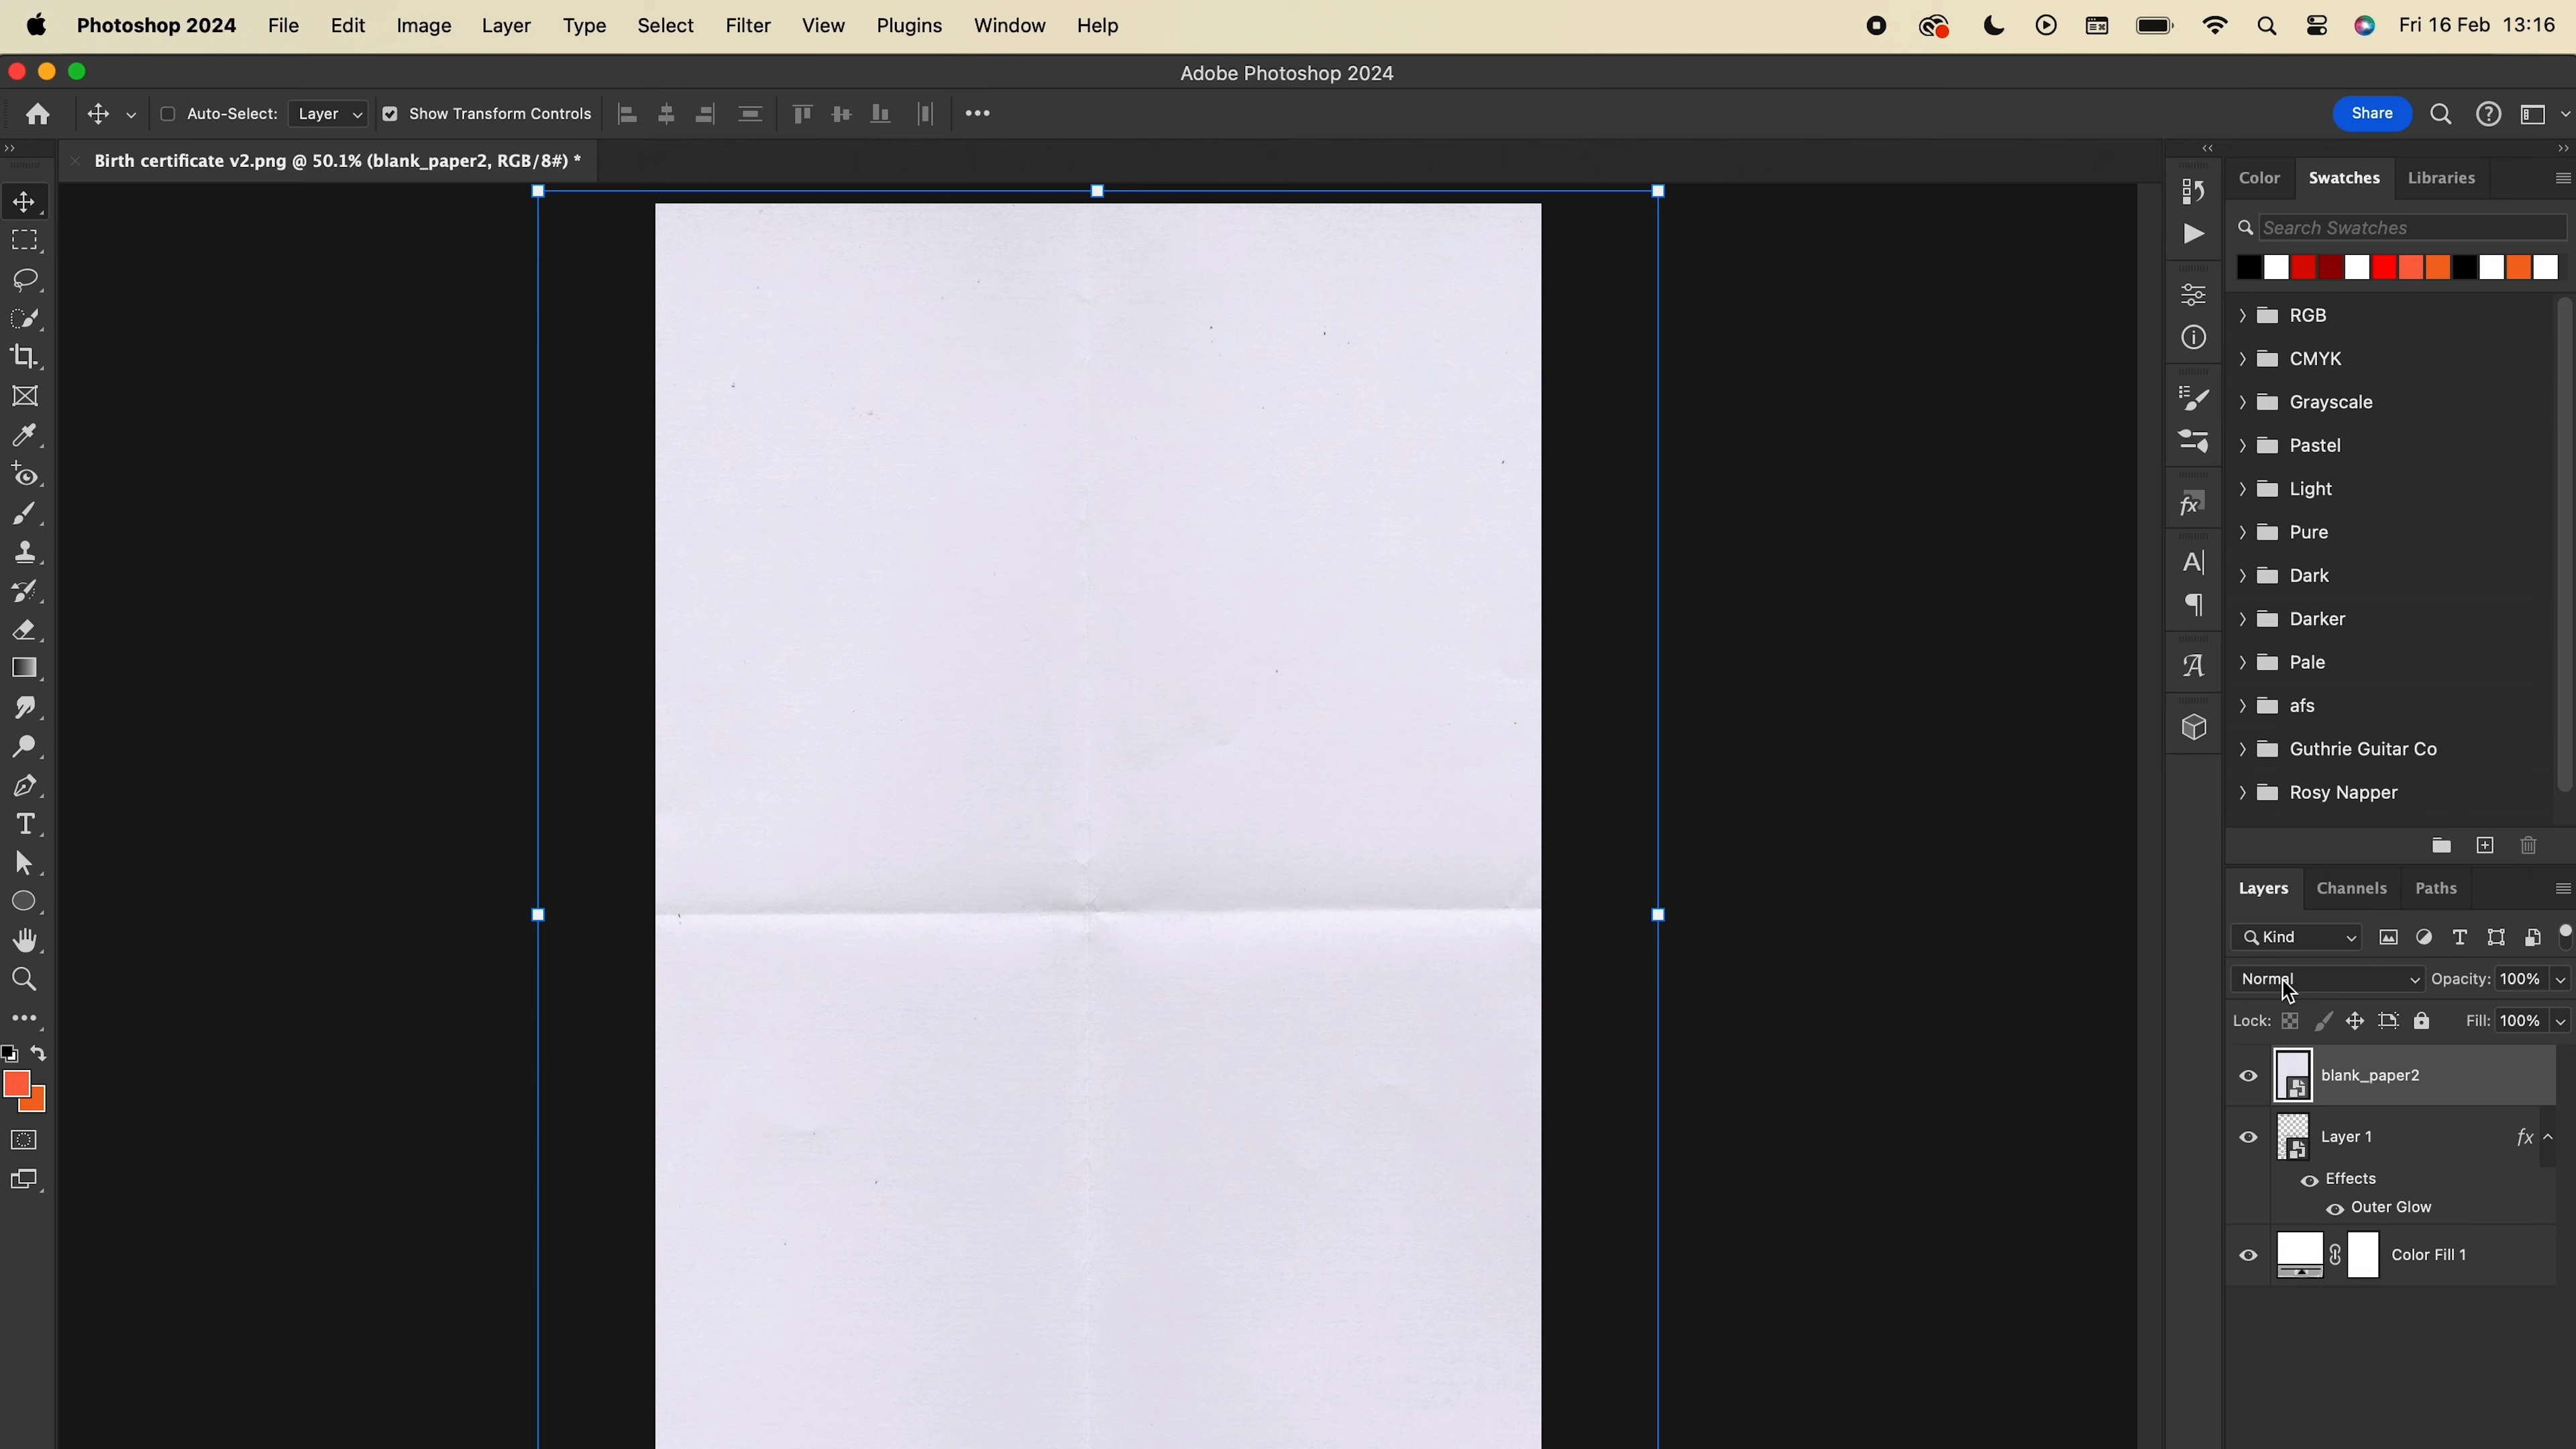 Photoshop 2024 File Edit Image Layer Type Select Filter View Plugins Window Help Fri 16 Feb 13:16
Adobe Photoshop 2024
Auto-Select: Layer Show Transform Controls Share
Birth certificate v2.png @ 50.1% (blank_paper2, RGB/8#) *
Color Swatches Libraries
Search Swatches
RGB
CMYK
Grayscale
Pastel
Light
Pure
Dark
Darker
Pale
afs
Guthrie Guitar Co
Rosy Napper
Layers Channels Paths
Kind
Normal Opacity: 100%
Lock: Fill: 100%
blank_paper2
Layer 1 fx
Effects
Outer Glow
Color Fill 1